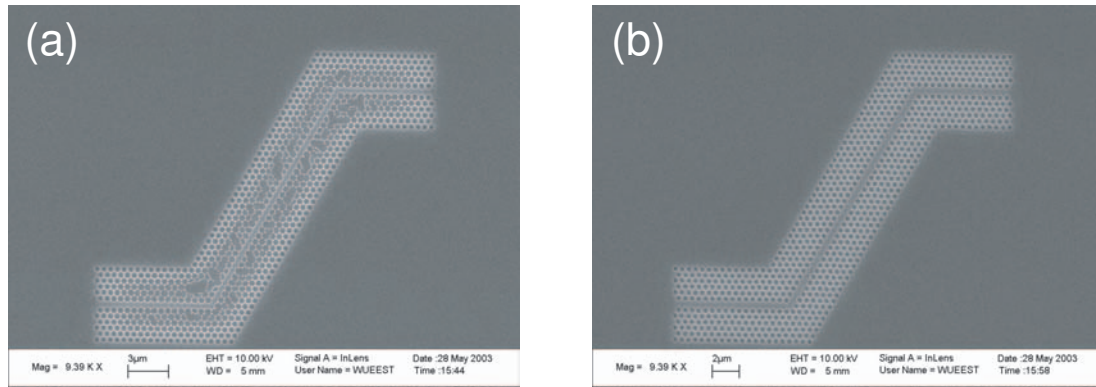 (a)
Mag = 9.39 K X
3µm
EHT = 10.00 kV
WD = 5 mm
Signal A = InLens
User Name = WUEEST
Date :28 May 2003
Time :15:44
(b)
Mag = 9.39 K X
2µm
EHT = 10.00 kV
WD = 5 mm
Signal A = InLens
User Name = WUEEST
Date :28 May 2003
Time :15:58